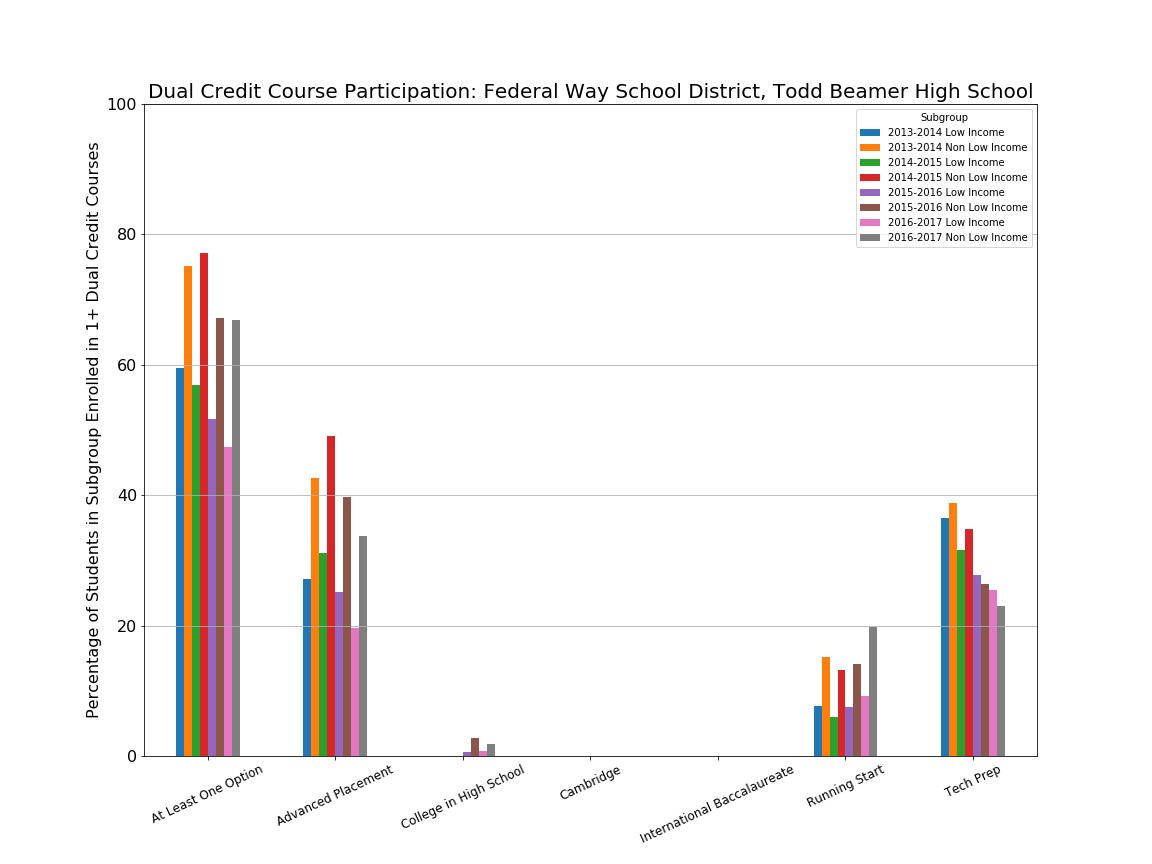 Dual Credit Course Participation: Federal Way School District, Todd Beamer High School
Percentage of Students in Subgroup Enrolled in 1+ Dual Credit Courses
100
80
60
40
20
0
Subgroup
2013-2014 Low Income
2013-2014 Non Low Income
2014-2015 Low Income
2014-2015 Non Low Income
2015-2016 Low Income
2015-2016 Non Low Income
2016-2017 Low Income
2016-2017 Non Low Income
At Least One Option
Advanced Placement
College in High School
Cambridge
International Baccalaureate
Running Start
Tech Prep